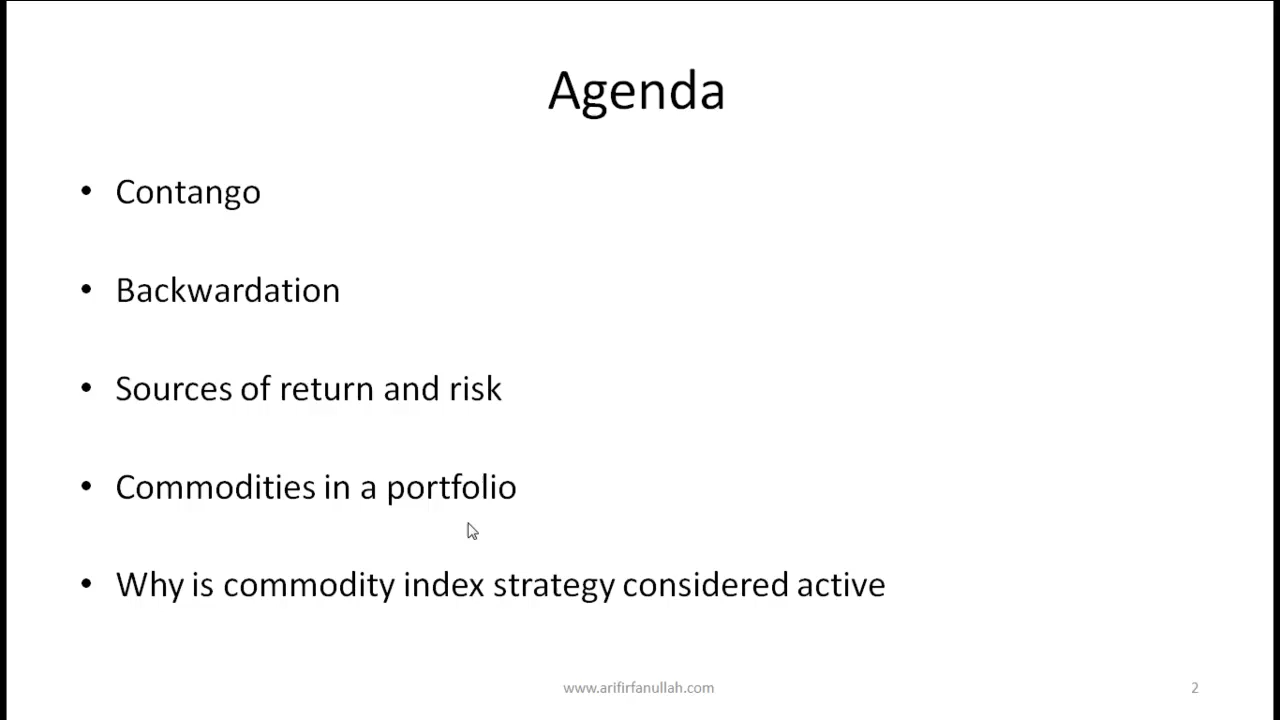 Agenda
• Contango
• Backwardation
• Sources of return and risk
• Commodities in a portfolio
• Why is commodity index strategy considered active
www.arifirfanullah.com
2